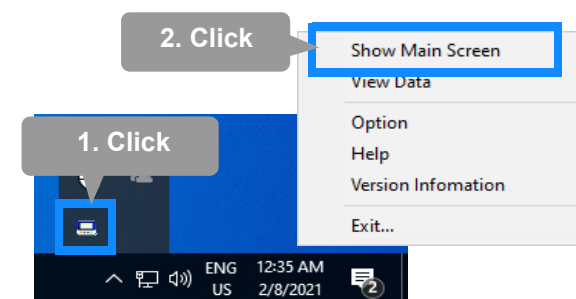 2. Click
Show Main Screen
View Data
Option
Help
Version Infomation
Exit...
1. Click
ENG
US
12:35 AM
2/8/2021
2